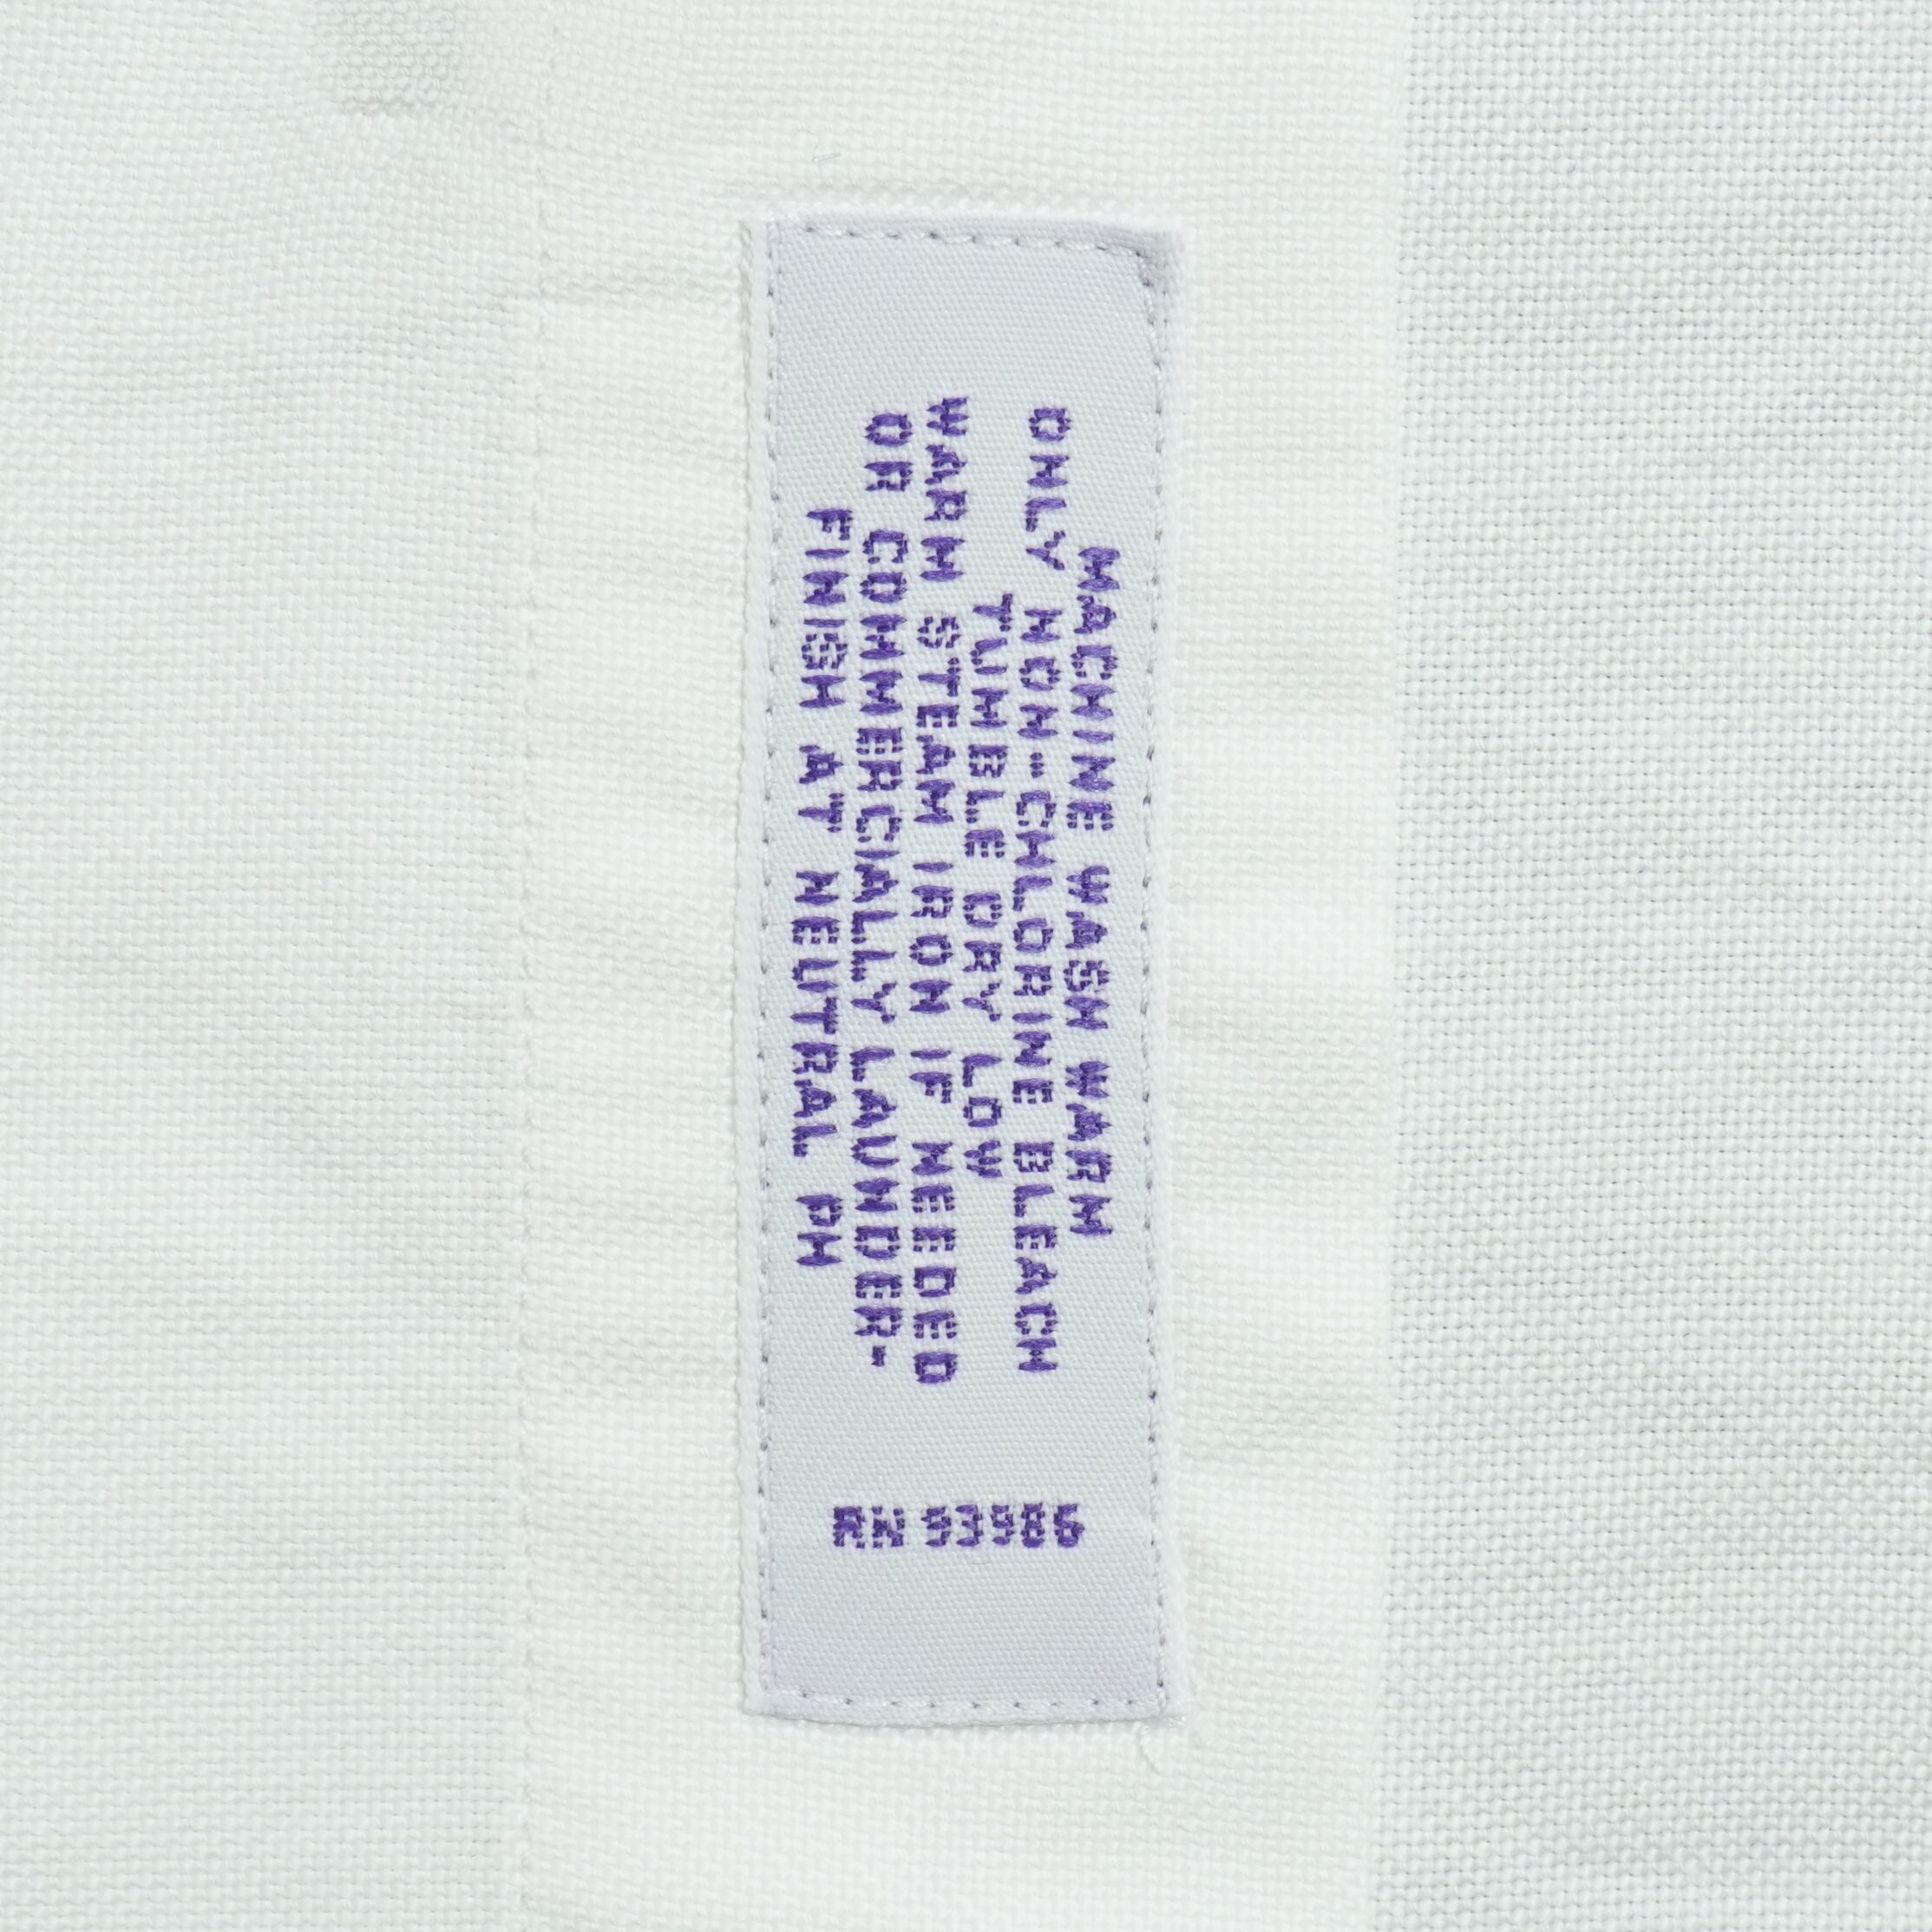 MACHINE WASH WARM
ONLY NON-CHLORINE BLEACH
TUMBLE DRY LOW
WARM STEAM IRON IF NEEDED
OR COMMERCIALLY LAUNDER-
FINISH AT NEUTRAL PH
RN 93986